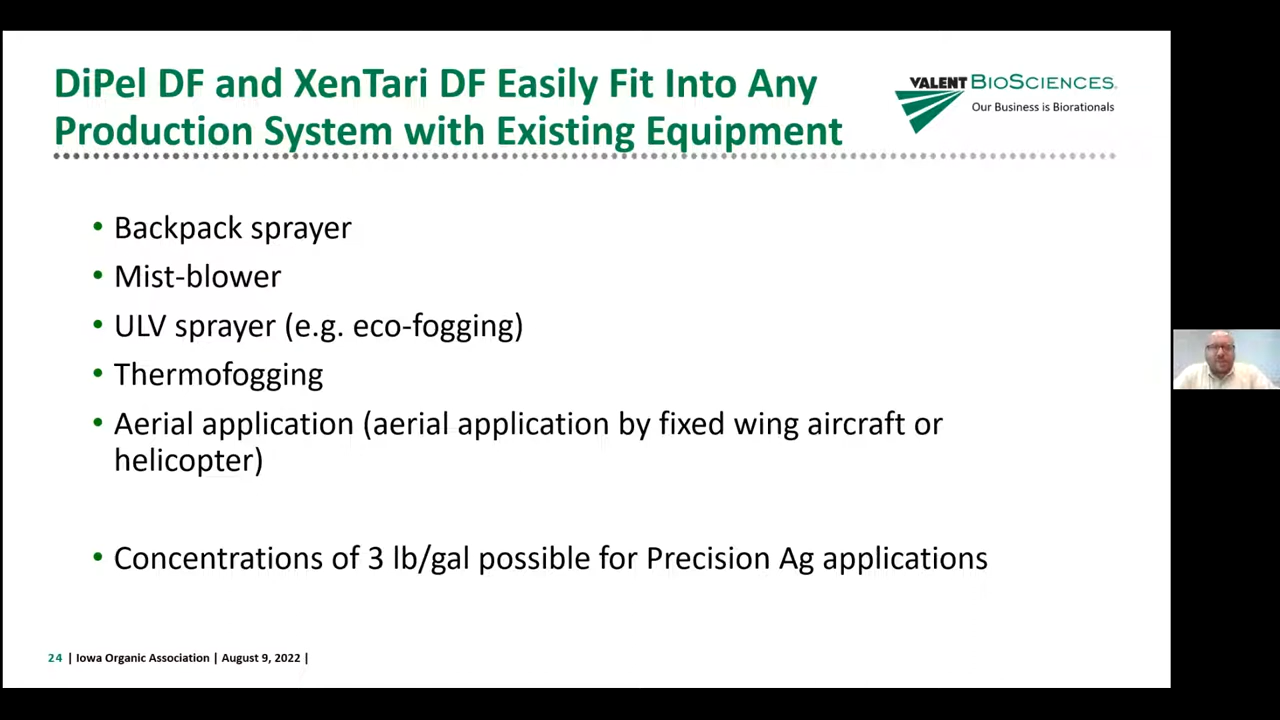 DiPel DF and XenTari DF Easily Fit Into Any
Production System with Existing Equipment
VALENT BIOSCIENCES®
Our Business is Biorationals
• Backpack sprayer
• Mist-blower
• ULV sprayer (e.g. eco-fogging)
• Thermofogging
• Aerial application (aerial application by fixed wing aircraft or
helicopter)
• Concentrations of 3 lb/gal possible for Precision Ag applications
24 | Iowa Organic Association | August 9, 2022 |